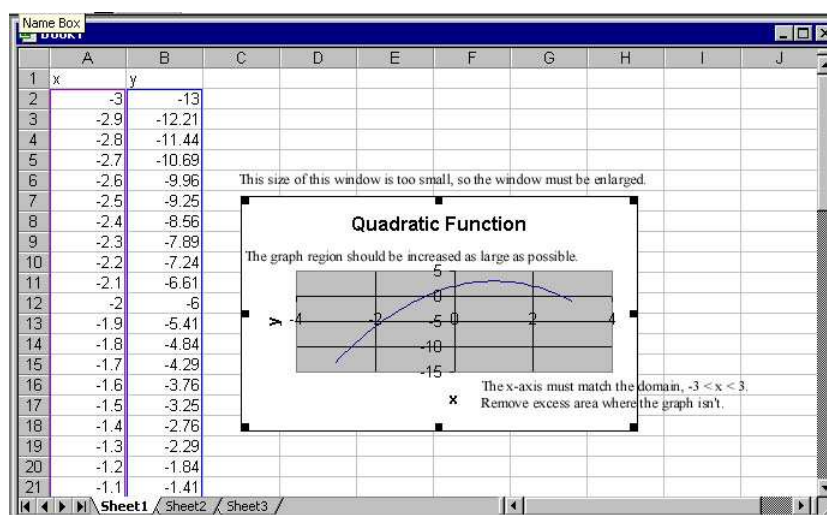 Name Box
Book1
A B C D E F G H I J
1 x y
2 -3 -13
3 -2.9 -12.21
4 -2.8 -11.44
5 -2.7 -10.69
6 -2.6 -9.96
This size of this window is too small, so the window must be enlarged.
7 -2.5 -9.25
8 -2.4 -8.56
Quadratic Function
9 -2.3 -7.89
The graph region should be increased as large as possible.
10 -2.2 -7.24
11 -2.1 -6.61
12 -2 -6
13 -1.9 -5.41
14 -1.8 -4.84
15 -1.7 -4.29
16 -1.6 -3.76
17 -1.5 -3.25
18 -1.4 -2.76
19 -1.3 -2.29
20 -1.2 -1.84
21 -1.1 -1.41
5
0
-5
-10
-15
-4 -2 0 2 4
y
x
The x-axis must match the domain, -3 < x < 3.
Remove excess area where the graph isn't.
Sheet1 Sheet2 Sheet3